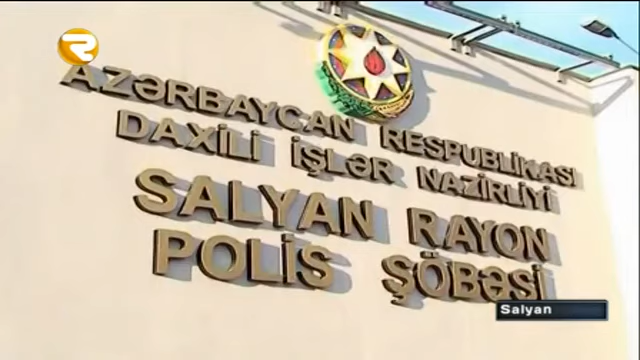 AZƏRBAYCAN RESPUBLİKASI
DAXİLİ İŞLƏR NAZİRLİYİ
SALYAN RAYON
POLİS ŞÖBƏSİ
Salyan